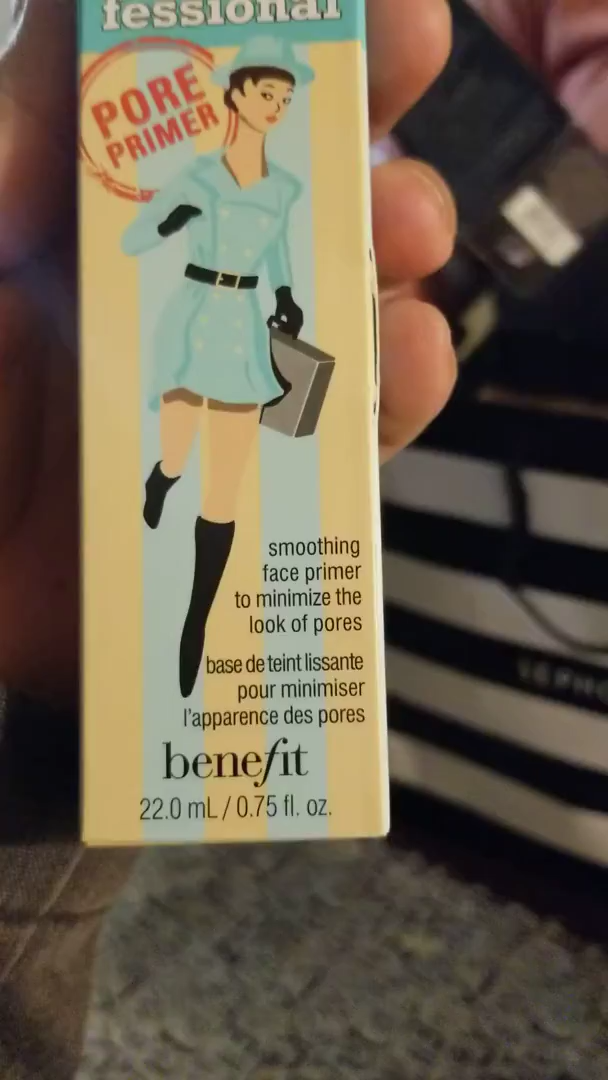 fessional
PORE
PRIMER
smoothing
face primer
to minimize the
look of pores
base de teint lissante
pour minimiser
l'apparence des pores
benefit
22.0 mL / 0.75 fl. oz.
SEPHO